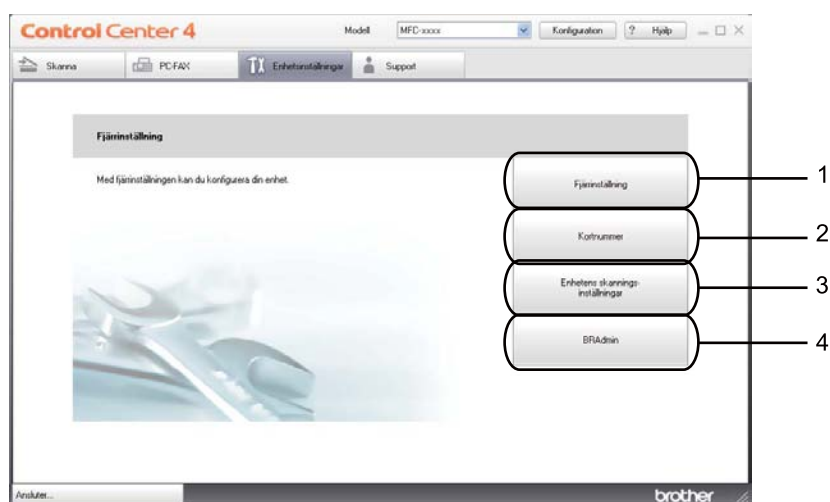 Control Center 4 Modell MFC-xxxx Konfiguration ? Hjälp
Skanna PC-FAX Enhetsinställningar Support
Fjärrinställning
Med fjärrinställningen kan du konfigurera din enhet.
Fjärrinställning 1
Kortnummer 2
Enhetens skannings-
inställningar 3
BRAdmin 4
Ansluter... brother